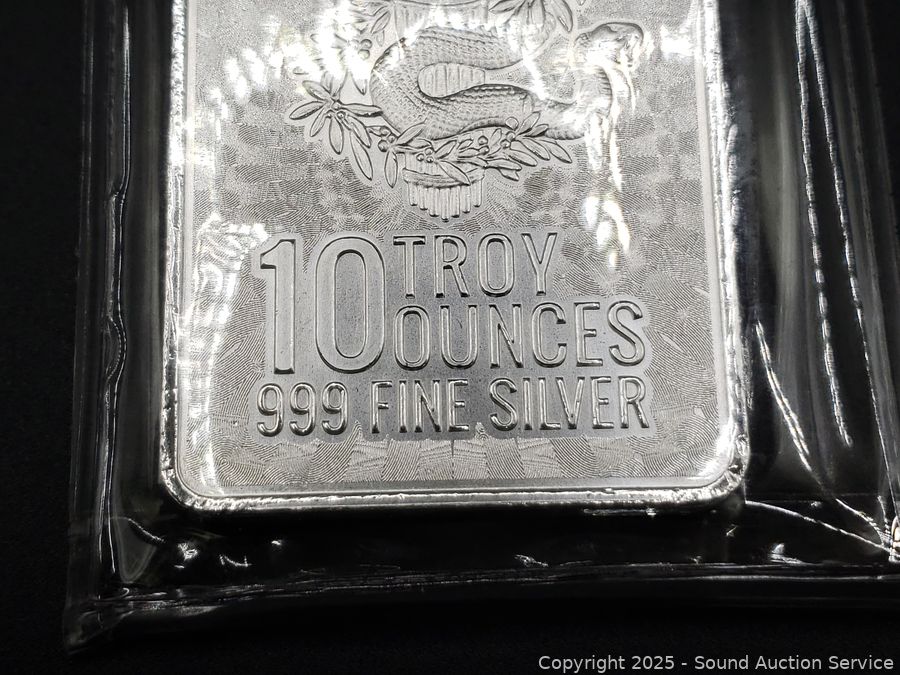 10 TROY
OUNCES
999 FINE SILVER
Copyright 2025 - Sound Auction Service